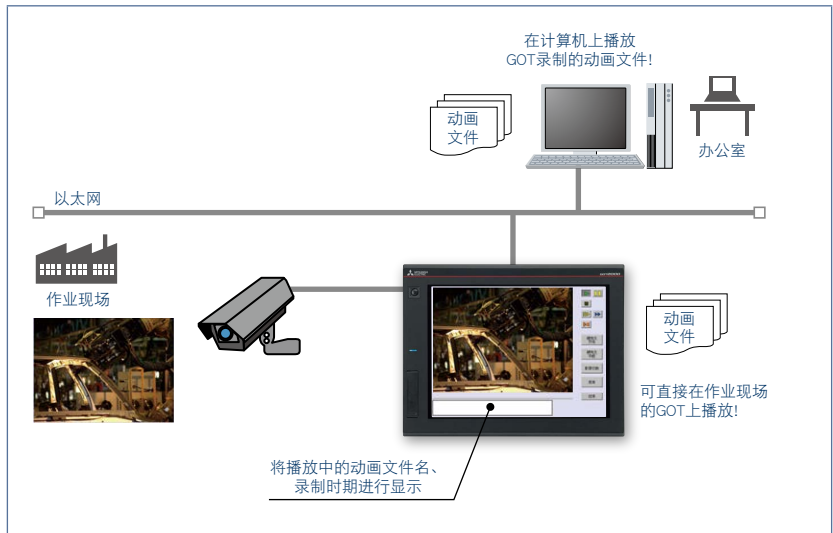 在计算机上播放
GOT录制的动画文件!
动画
文件
办公室
以太网
作业现场
动画
文件
可直接在作业现场
的GOT上播放!
将播放中的动画文件名、
录制时期进行显示